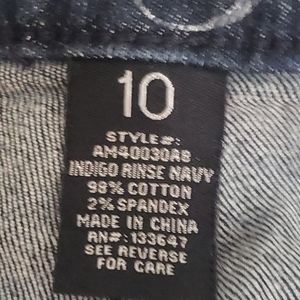 10
STYLE#:
AM40030A8
INDIGO RINSE NAVY
98% COTTON
2% SPANDEX
MADE IN CHINA
RN#: 133647
SEE REVERSE
FOR CARE